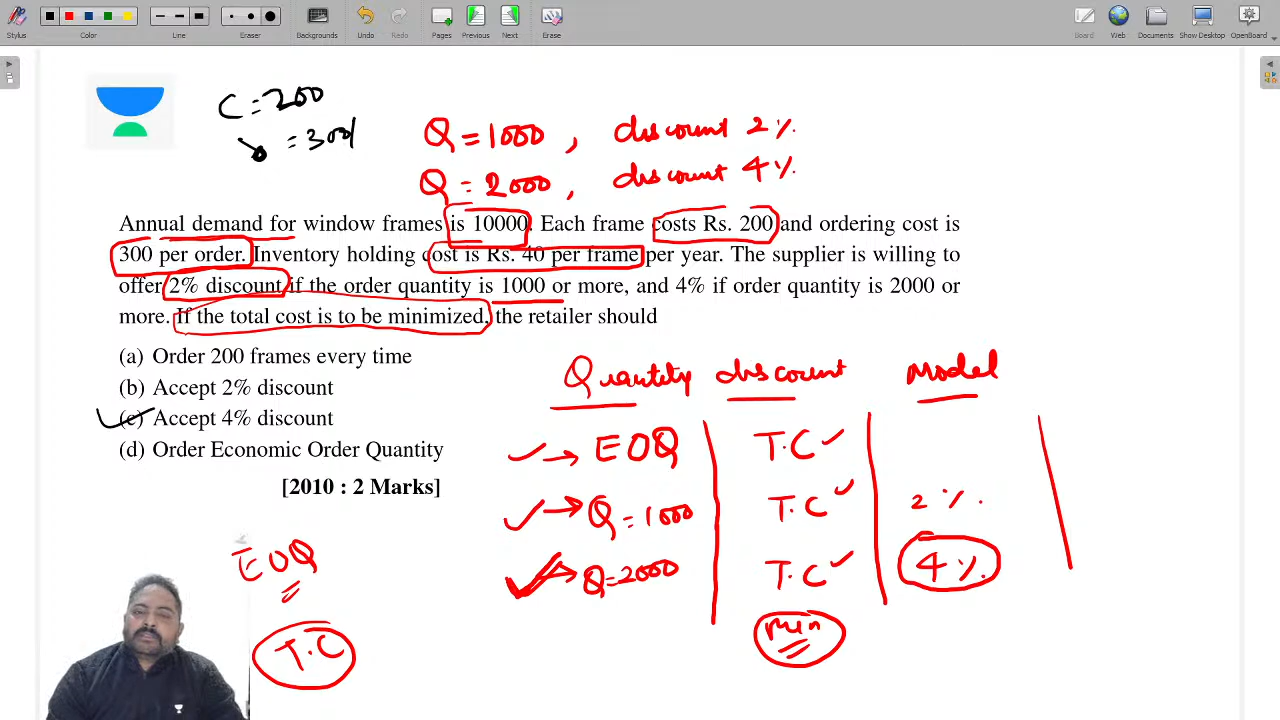 Stylus
Color
Line
Eraser
Backgrounds
Undo
Redo
Pages
Previous
Next
Erase
Board
Web
Documents
Show Desktop
OpenBoard
C = 200
= 300/
Q = 1000 , discount 2 %.
Q = 2000 , discount 4 %
Annual demand for window frames is 10000. Each frame costs Rs. 200 and ordering cost is
300 per order. Inventory holding cost is Rs. 40 per frame per year. The supplier is willing to
offer 2% discount if the order quantity is 1000 or more, and 4% if order quantity is 2000 or
more. If the total cost is to be minimized, the retailer should
(a) Order 200 frames every time
(b) Accept 2% discount
(c) Accept 4% discount
(d) Order Economic Order Quantity
[2010 : 2 Marks]
Quantity discount Model
→ EOQ T.C
→ Q = 1000 T.C 2 %.
→ Q = 2000 T.C 4 %.
min
EOQ
T.C